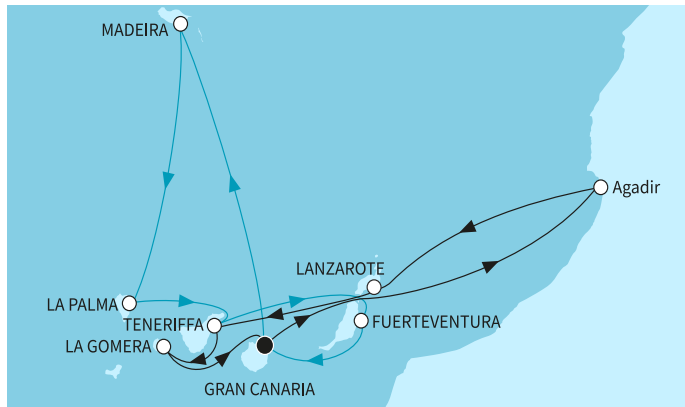 MADEIRA
Agadir
LANZAROTE
LA PALMA
TENERIFFA
FUERTEVENTURA
LA GOMERA
GRAN CANARIA